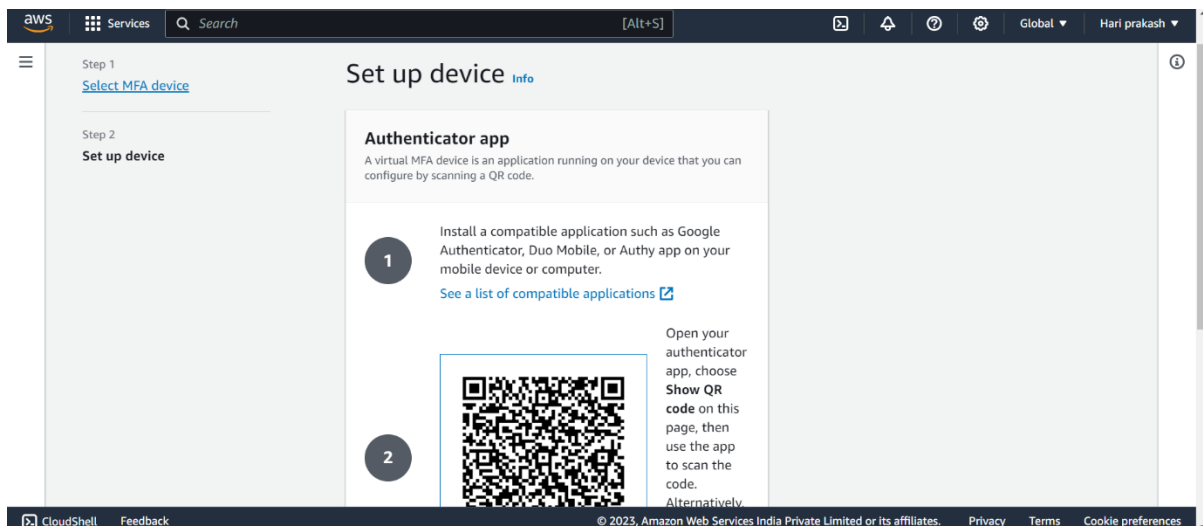 aws
Services
Search
[Alt+S]
Global ▼
Hari prakash ▼
Step 1
Select MFA device
Step 2
Set up device
Set up device Info
Authenticator app
A virtual MFA device is an application running on your device that you can
configure by scanning a QR code.
1
Install a compatible application such as Google
Authenticator, Duo Mobile, or Authy app on your
mobile device or computer.
See a list of compatible applications
2
Open your
authenticator
app, choose
Show QR
code on this
page, then
use the app
to scan the
code.
Alternatively,
CloudShell
Feedback
© 2023, Amazon Web Services India Private Limited or its affiliates.
Privacy
Terms
Cookie preferences